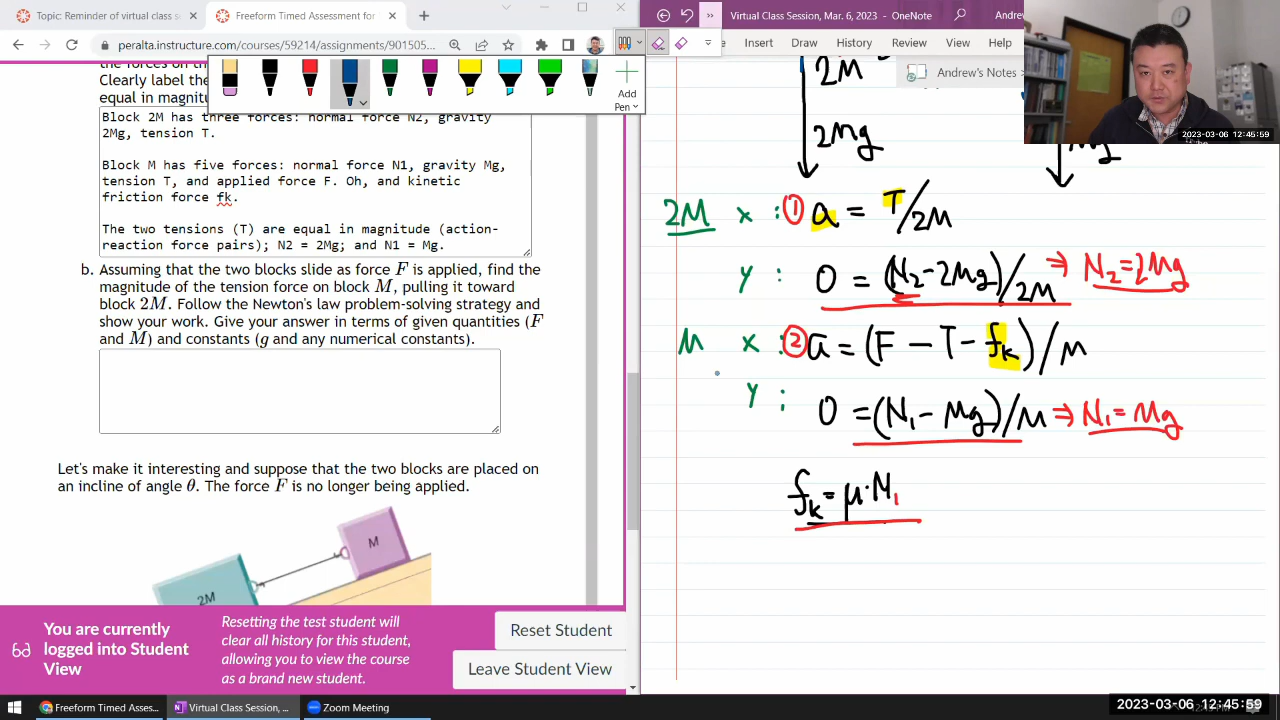 Topic: Reminder of virtual class s
Freeform Timed Assessment for
peralta.instructure.com/courses/59214/assignments/901505...
Virtual Class Session, Mar. 6, 2023 - OneNote
Andre
Insert Draw History Review View Help
Andrew's Notes
Add
Pen
Clearly label the
equal in magnitu
Block 2M has three forces: normal force N2, gravity
2Mg, tension T.
Block M has five forces: normal force N1, gravity Mg,
tension T, and applied force F. Oh, and kinetic
friction force fk.
The two tensions (T) are equal in magnitude (action-
reaction force pairs); N2 = 2Mg; and N1 = Mg.
b. Assuming that the two blocks slide as force F is applied, find the
magnitude of the tension force on block M, pulling it toward
block 2M. Follow the Newton's law problem-solving strategy and
show your work. Give your answer in terms of given quantities (F
and M) and constants (g and any numerical constants).
Let's make it interesting and suppose that the two blocks are placed on
an incline of angle θ. The force F is no longer being applied.
M
2M
You are currently
logged into Student
View
Resetting the test student will
clear all history for this student,
allowing you to view the course
as a brand new student.
Reset Student
Leave Student View
2M
2Mg
Mg
2M x : ① a = T/2M
y : 0 = (N₂ - 2Mg)/2M ⇒ N₂ = 2Mg
M x : ② a = (F - T - fₖ)/M
y : 0 = (N₁ - Mg)/M ⇒ N₁ = Mg
fₖ = μ·N₁
2023-03-06 12:45:59
Freeform Timed Asses...
Virtual Class Session, ...
Zoom Meeting
2023-03-06 12:45:59